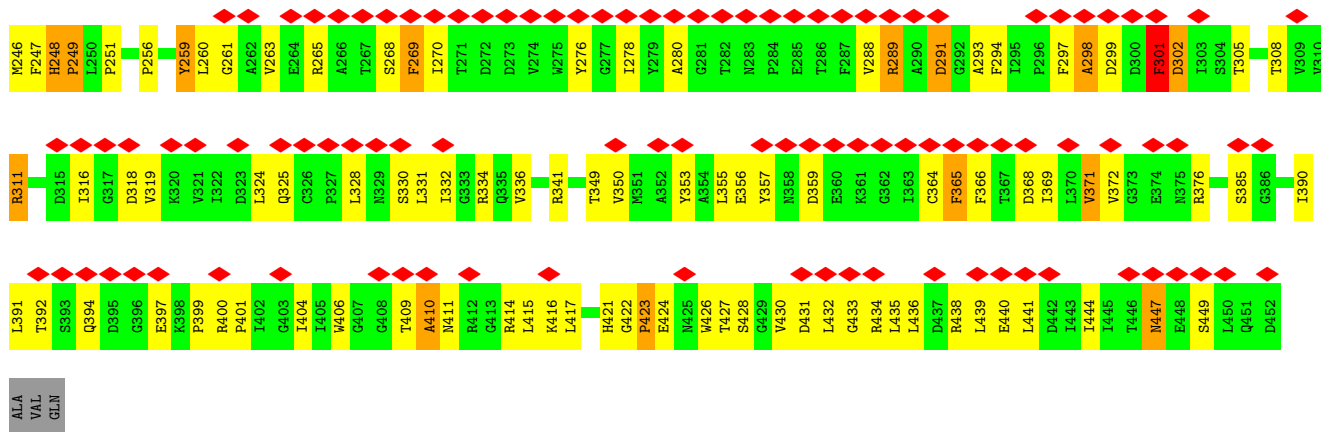 M246 F247 H248 P249 L250 P251 P256 Y259 L260 G261 A262 V263 E264 R265 A266 T267 S268 F269 I270 T271 D272 D273 V274 W275 Y276 G277 I278 Y279 A280 G281 T282 N283 P284 E285 T286 F287 V288 R289 A290 D291 G292 A293 F294 I295 P296 F297 A298 D299 D300 F301 D302 I303 S304 T305 T308 V309 V310
R311 D315 I316 G317 D318 V319 K320 V321 I322 D323 L324 Q325 C326 P327 L328 N329 S330 L331 I332 G333 R334 Q335 V336 R341 T349 V350 M351 A352 Y353 A354 L355 E356 Y357 N358 D359 E360 K361 G362 I363 C364 F365 F366 T367 D368 I369 L370 V371 V372 G373 E374 N375 R376 S385 G386 I390
L391 T392 S393 Q394 D395 G396 E397 K398 P399 R400 P401 I402 G403 I404 I405 W406 G407 G408 T409 A410 N411 R412 G413 R414 L415 K416 L417 H421 G422 P423 E424 N425 W426 T427 S428 G429 V430 D431 L432 G433 R434 L435 L436 D437 R438 L439 E440 L441 D442 I443 I444 I445 T446 N447 E448 S449 L450 Q451 D452
ALA VAL GLN